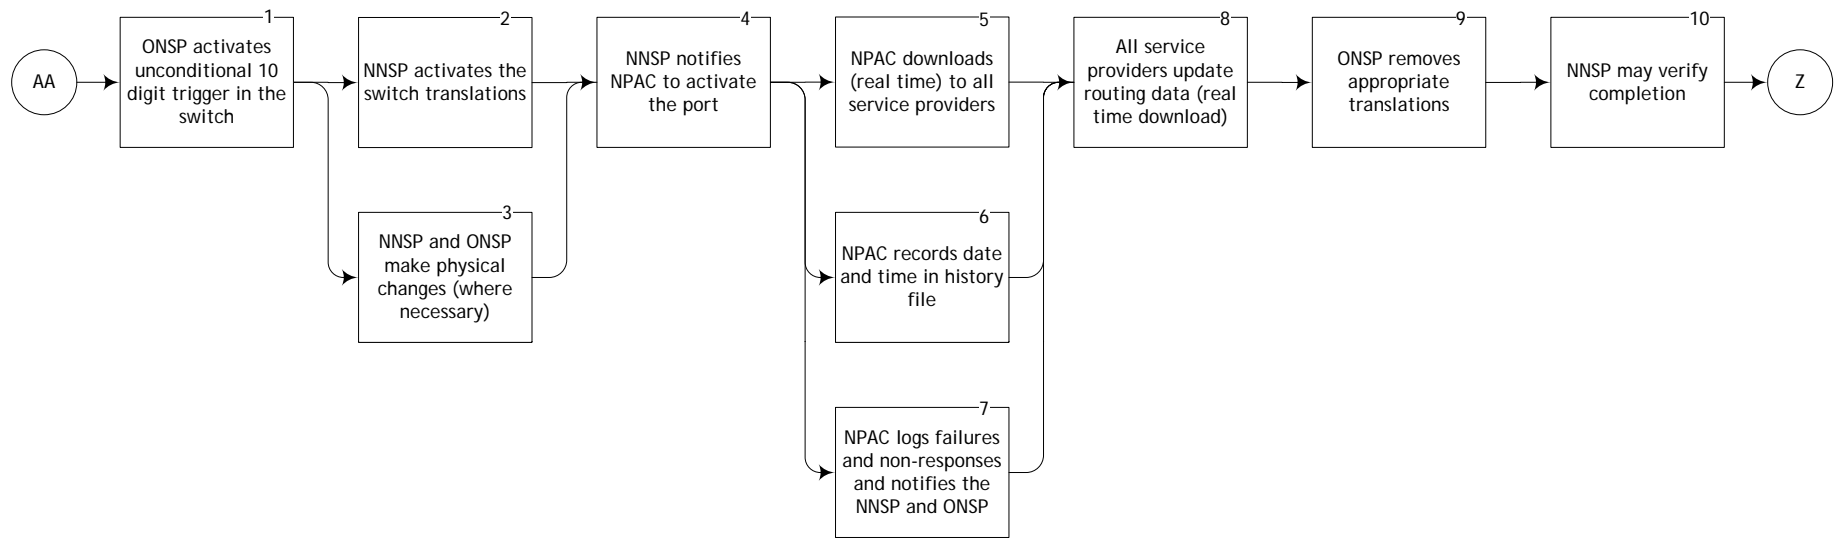 AA
1
ONSP activates
unconditional 10
digit trigger in the
switch
2
NNSP activates the
switch translations
3
NNSP and ONSP
make physical
changes (where
necessary)
4
NNSP notifies
NPAC to activate
the port
5
NPAC downloads
(real time) to all
service providers
6
NPAC records date
and time in history
file
7
NPAC logs failures
and non-responses
and notifies the
NNSP and ONSP
8
All service
providers update
routing data (real
time download)
9
ONSP removes
appropriate
translations
10
NNSP may verify
completion
Z